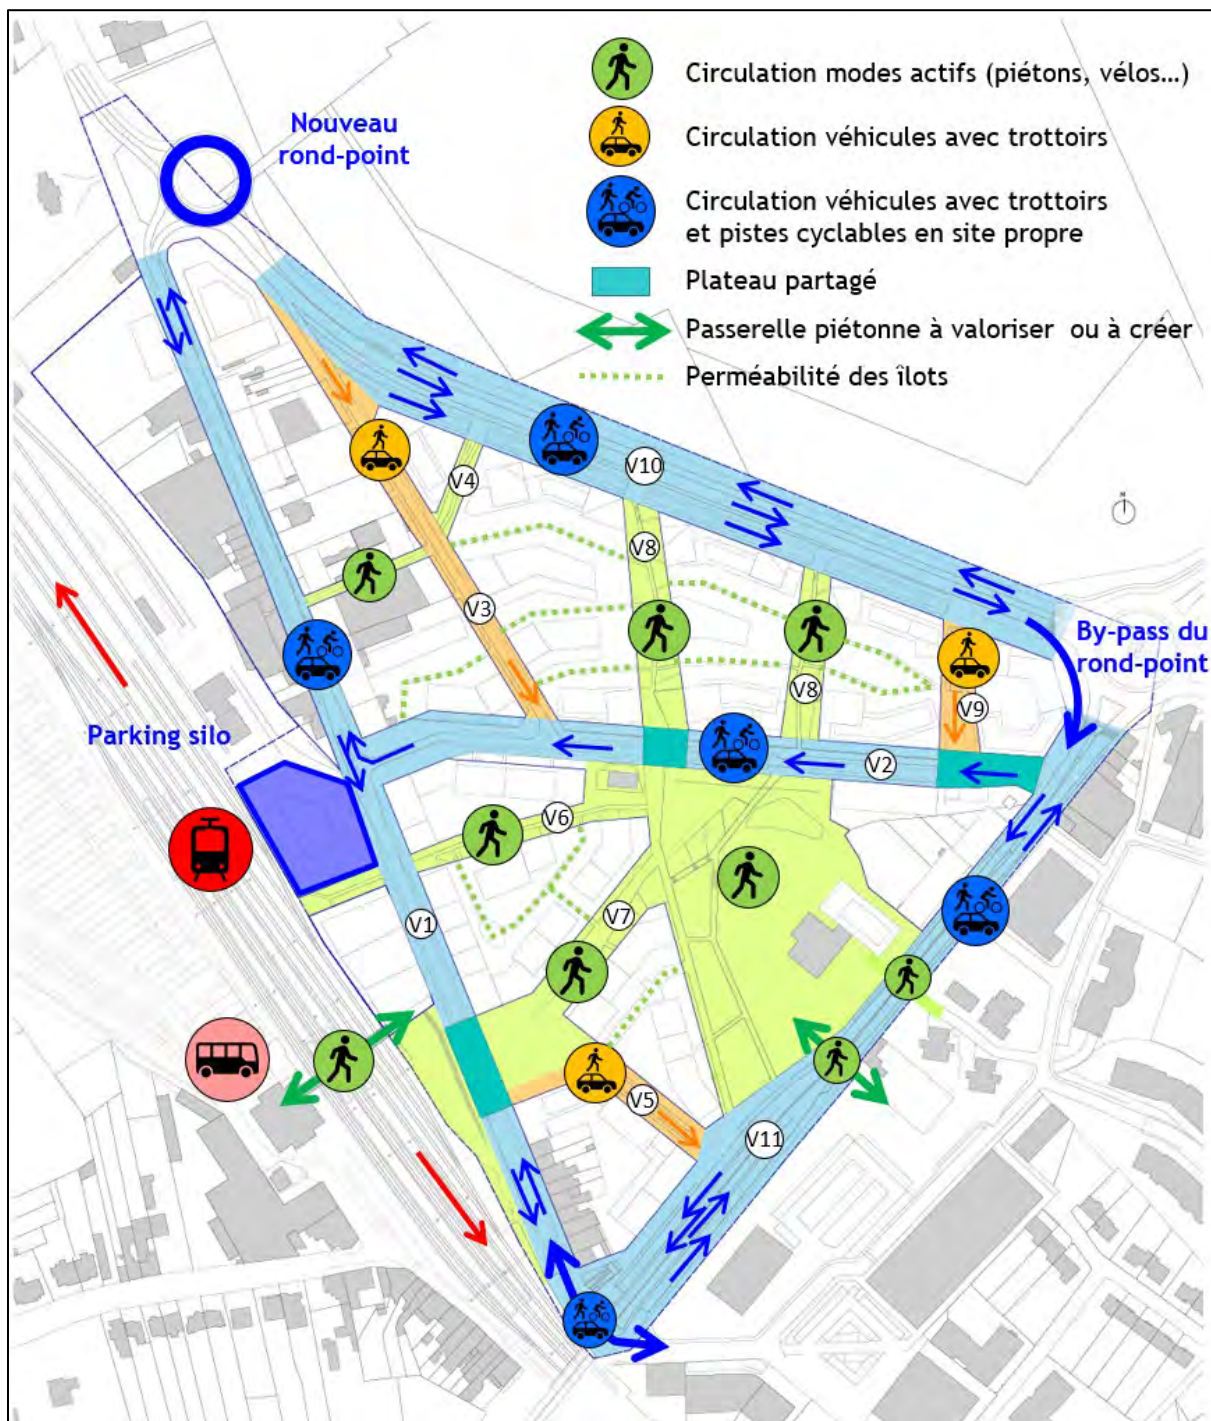 Circulation modes actifs (piétons, vélos…)
Nouveau
rond-point
Circulation véhicules avec trottoirs
Circulation véhicules avec trottoirs
et pistes cyclables en site propre
Plateau partagé
Passerelle piétonne à valoriser ou à créer
Perméabilité des îlots
V10
V4
N
V8
V3
By-pass du
rond-point
V8
V9
Parking silo
V2
V6
V7
V1
V5
V11